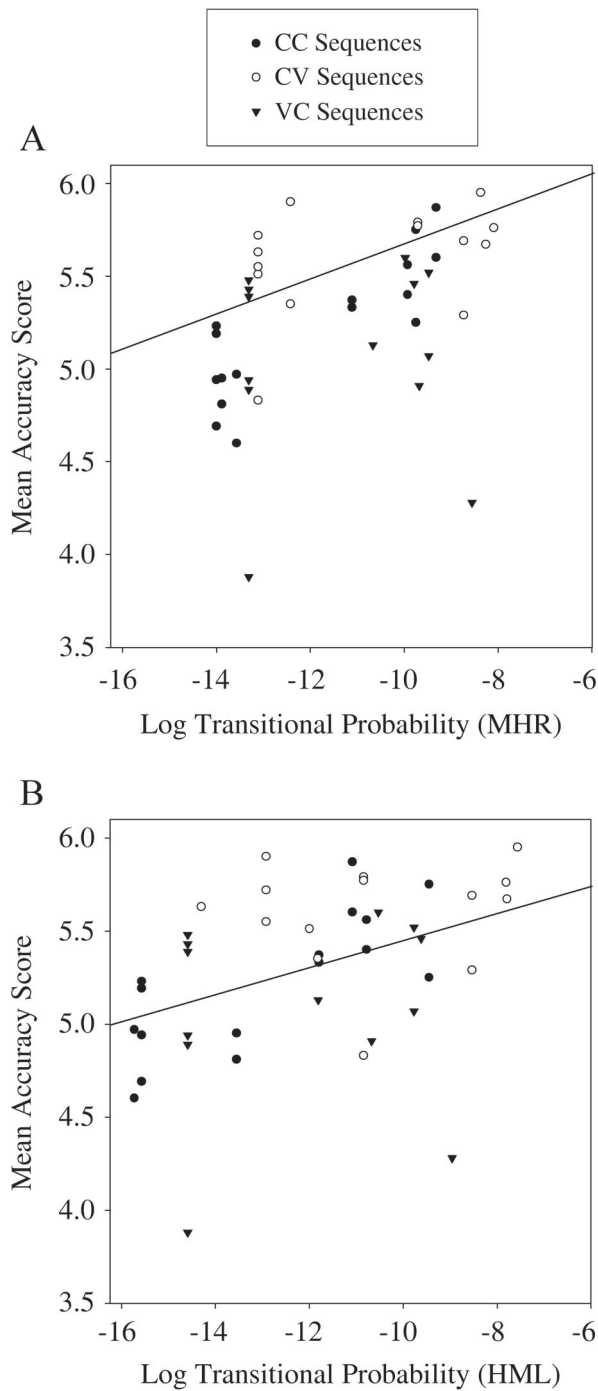 CC Sequences
CV Sequences
VC Sequences
A
6.0
5.5
5.0
4.5
4.0
3.5
Mean Accuracy Score
-16 -14 -12 -10 -8 -6
Log Transitional Probability (MHR)
B
6.0
5.5
5.0
4.5
4.0
3.5
Mean Accuracy Score
-16 -14 -12 -10 -8 -6
Log Transitional Probability (HML)